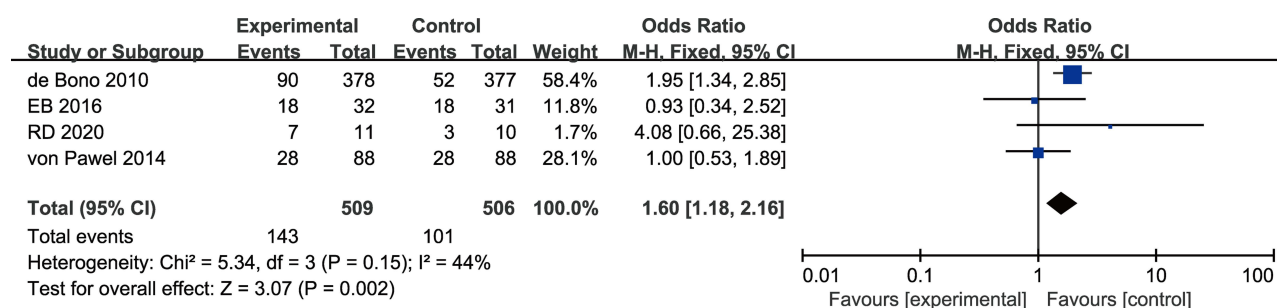 Experimental Control Odds Ratio Odds Ratio
Study or Subgroup Events Total Events Total Weight M-H, Fixed, 95% CI M-H, Fixed, 95% CI
de Bono 2010 90 378 52 377 58.4% 1.95 [1.34, 2.85]
EB 2016 18 32 18 31 11.8% 0.93 [0.34, 2.52]
RD 2020 7 11 3 10 1.7% 4.08 [0.66, 25.38]
von Pawel 2014 28 88 28 88 28.1% 1.00 [0.53, 1.89]
Total (95% CI) 509 506 100.0% 1.60 [1.18, 2.16]
Total events 143 101
Heterogeneity: Chi² = 5.34, df = 3 (P = 0.15); I² = 44%
Test for overall effect: Z = 3.07 (P = 0.002)
0.01 0.1 1 10 100
Favours [experimental] Favours [control]